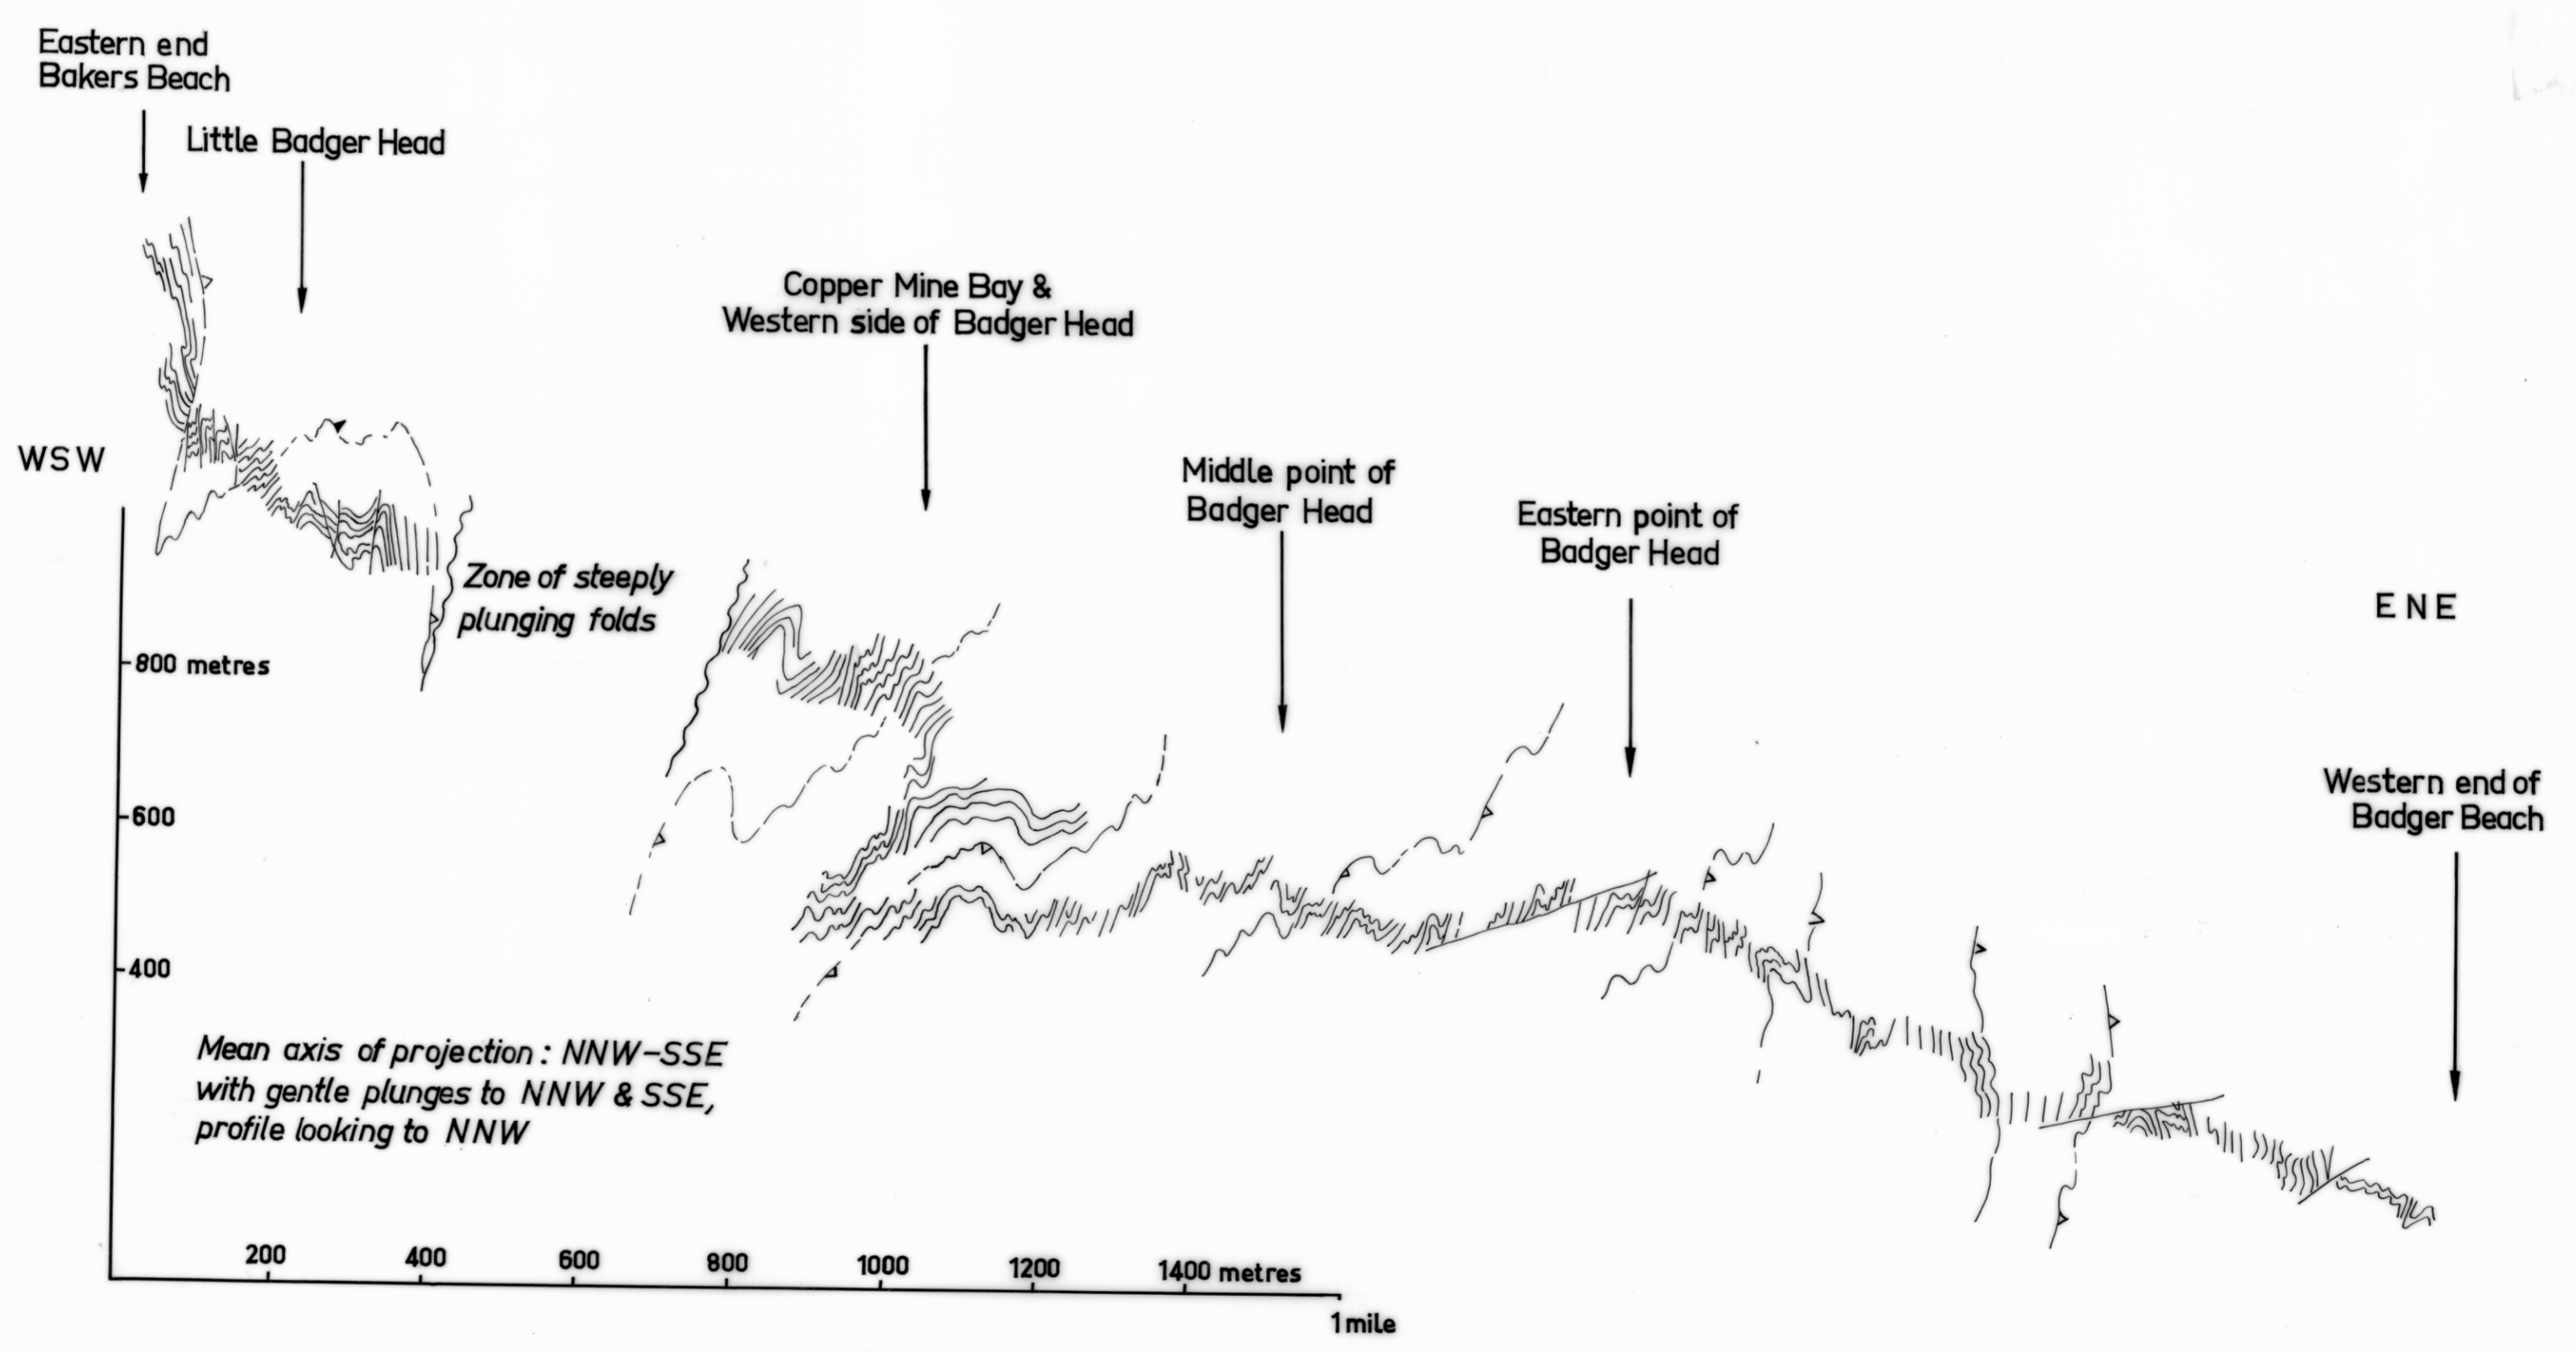 Eastern end
Bakers Beach
Little Badger Head
Copper Mine Bay &
Western side of Badger Head
WSW
Middle point of
Badger Head
Eastern point of
Badger Head
Zone of steeply
plunging folds
ENE
800 metres
Western end of
Badger Beach
600
400
Mean axis of projection: NNW-SSE
with gentle plunges to NNW & SSE,
profile looking to NNW
200 400 600 800 1000 1200 1400 metres
1 mile